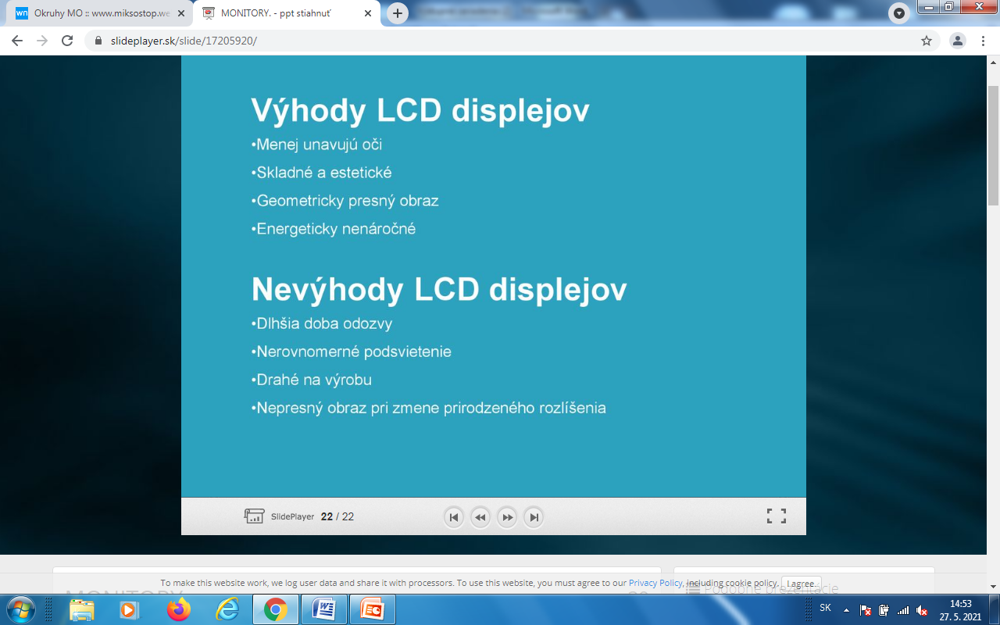 Okruhy MO :: www.miksostop.we
MONITORY. - ppt stiahnuť
slideplayer.sk/slide/17205920/
Výhody LCD displejov
•Menej unavujú oči
•Skladné a estetické
•Geometricky presný obraz
•Energeticky nenáročné
Nevýhody LCD displejov
•Dlhšia doba odozvy
•Nerovnomerné podsvietenie
•Drahé na výrobu
•Nepresný obraz pri zmene prirodzeného rozlíšenia
SlidePlayer 22 / 22
To make this website work, we log user data and share it with processors. To use this website, you must agree to our Privacy Policy, including cookie policy. I agree.
MONITORY.
Podobné prezentácie
SK
14:53
27. 5. 2021